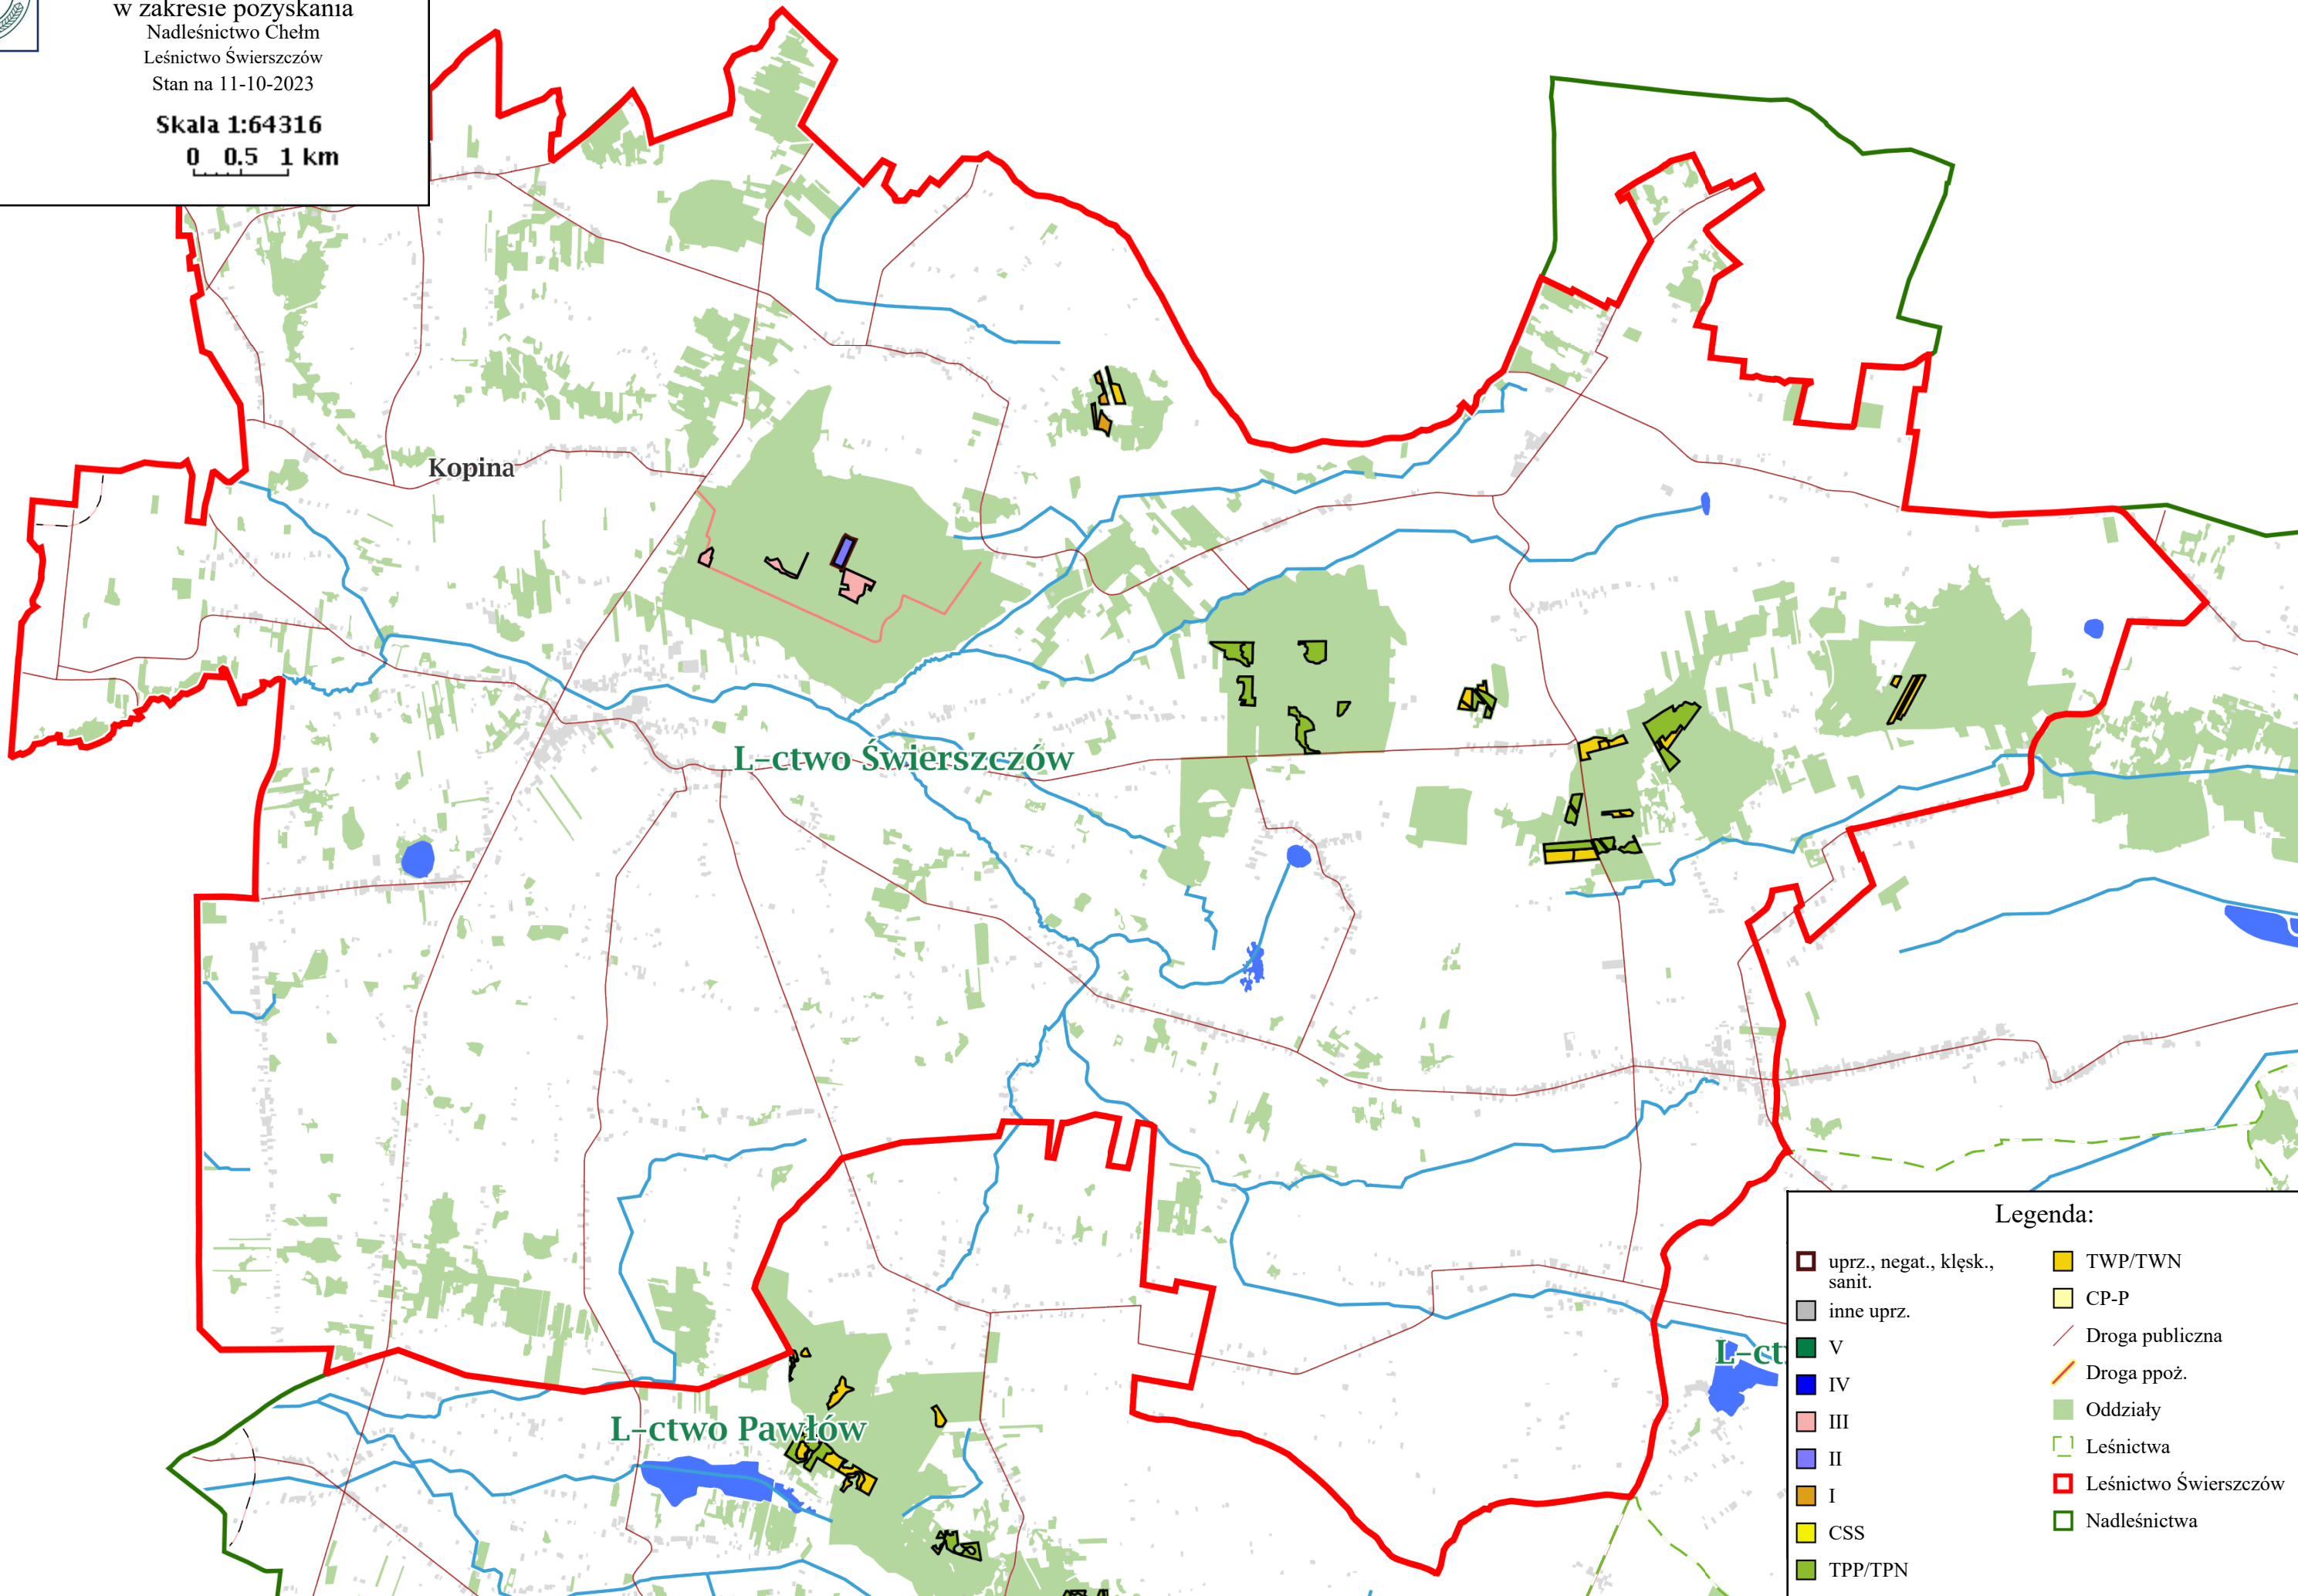 w zakresie pozyskania
Nadleśnictwo Chełm
Leśnictwo Świerszczów
Stan na 11-10-2023
Skala 1:64316
0 0.5 1 km
Kopina
L-ctwo Świerszczów
L-ctwo Pawłów
L-ct
Legenda:
uprz., negat., klęsk.,
sanit.
inne uprz.
V
IV
III
II
I
CSS
TPP/TPN
TWP/TWN
CP-P
Droga publiczna
Droga ppoż.
Oddziały
Leśnictwa
Leśnictwo Świerszczów
Nadleśnictwa